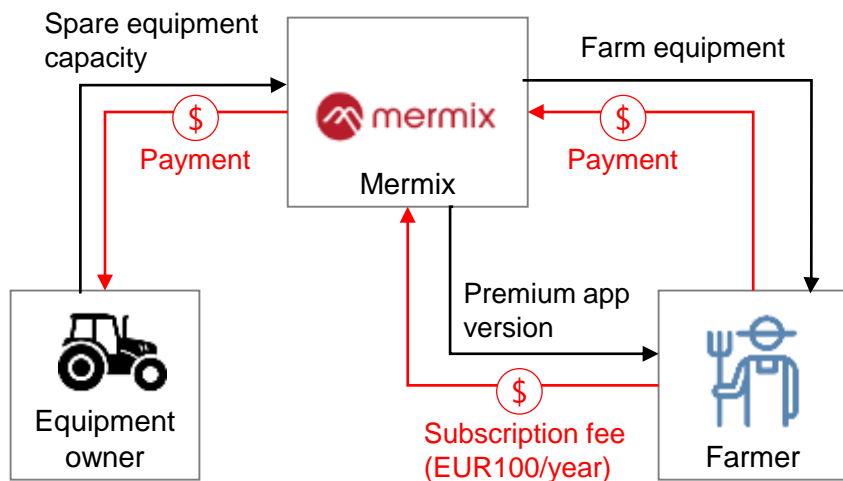 Spare equipment
capacity
Farm equipment
$
mermix
$
Payment
Payment
Mermix
Premium app
version
$
Equipment
owner
Subscription fee
(EUR100/year)
Farmer